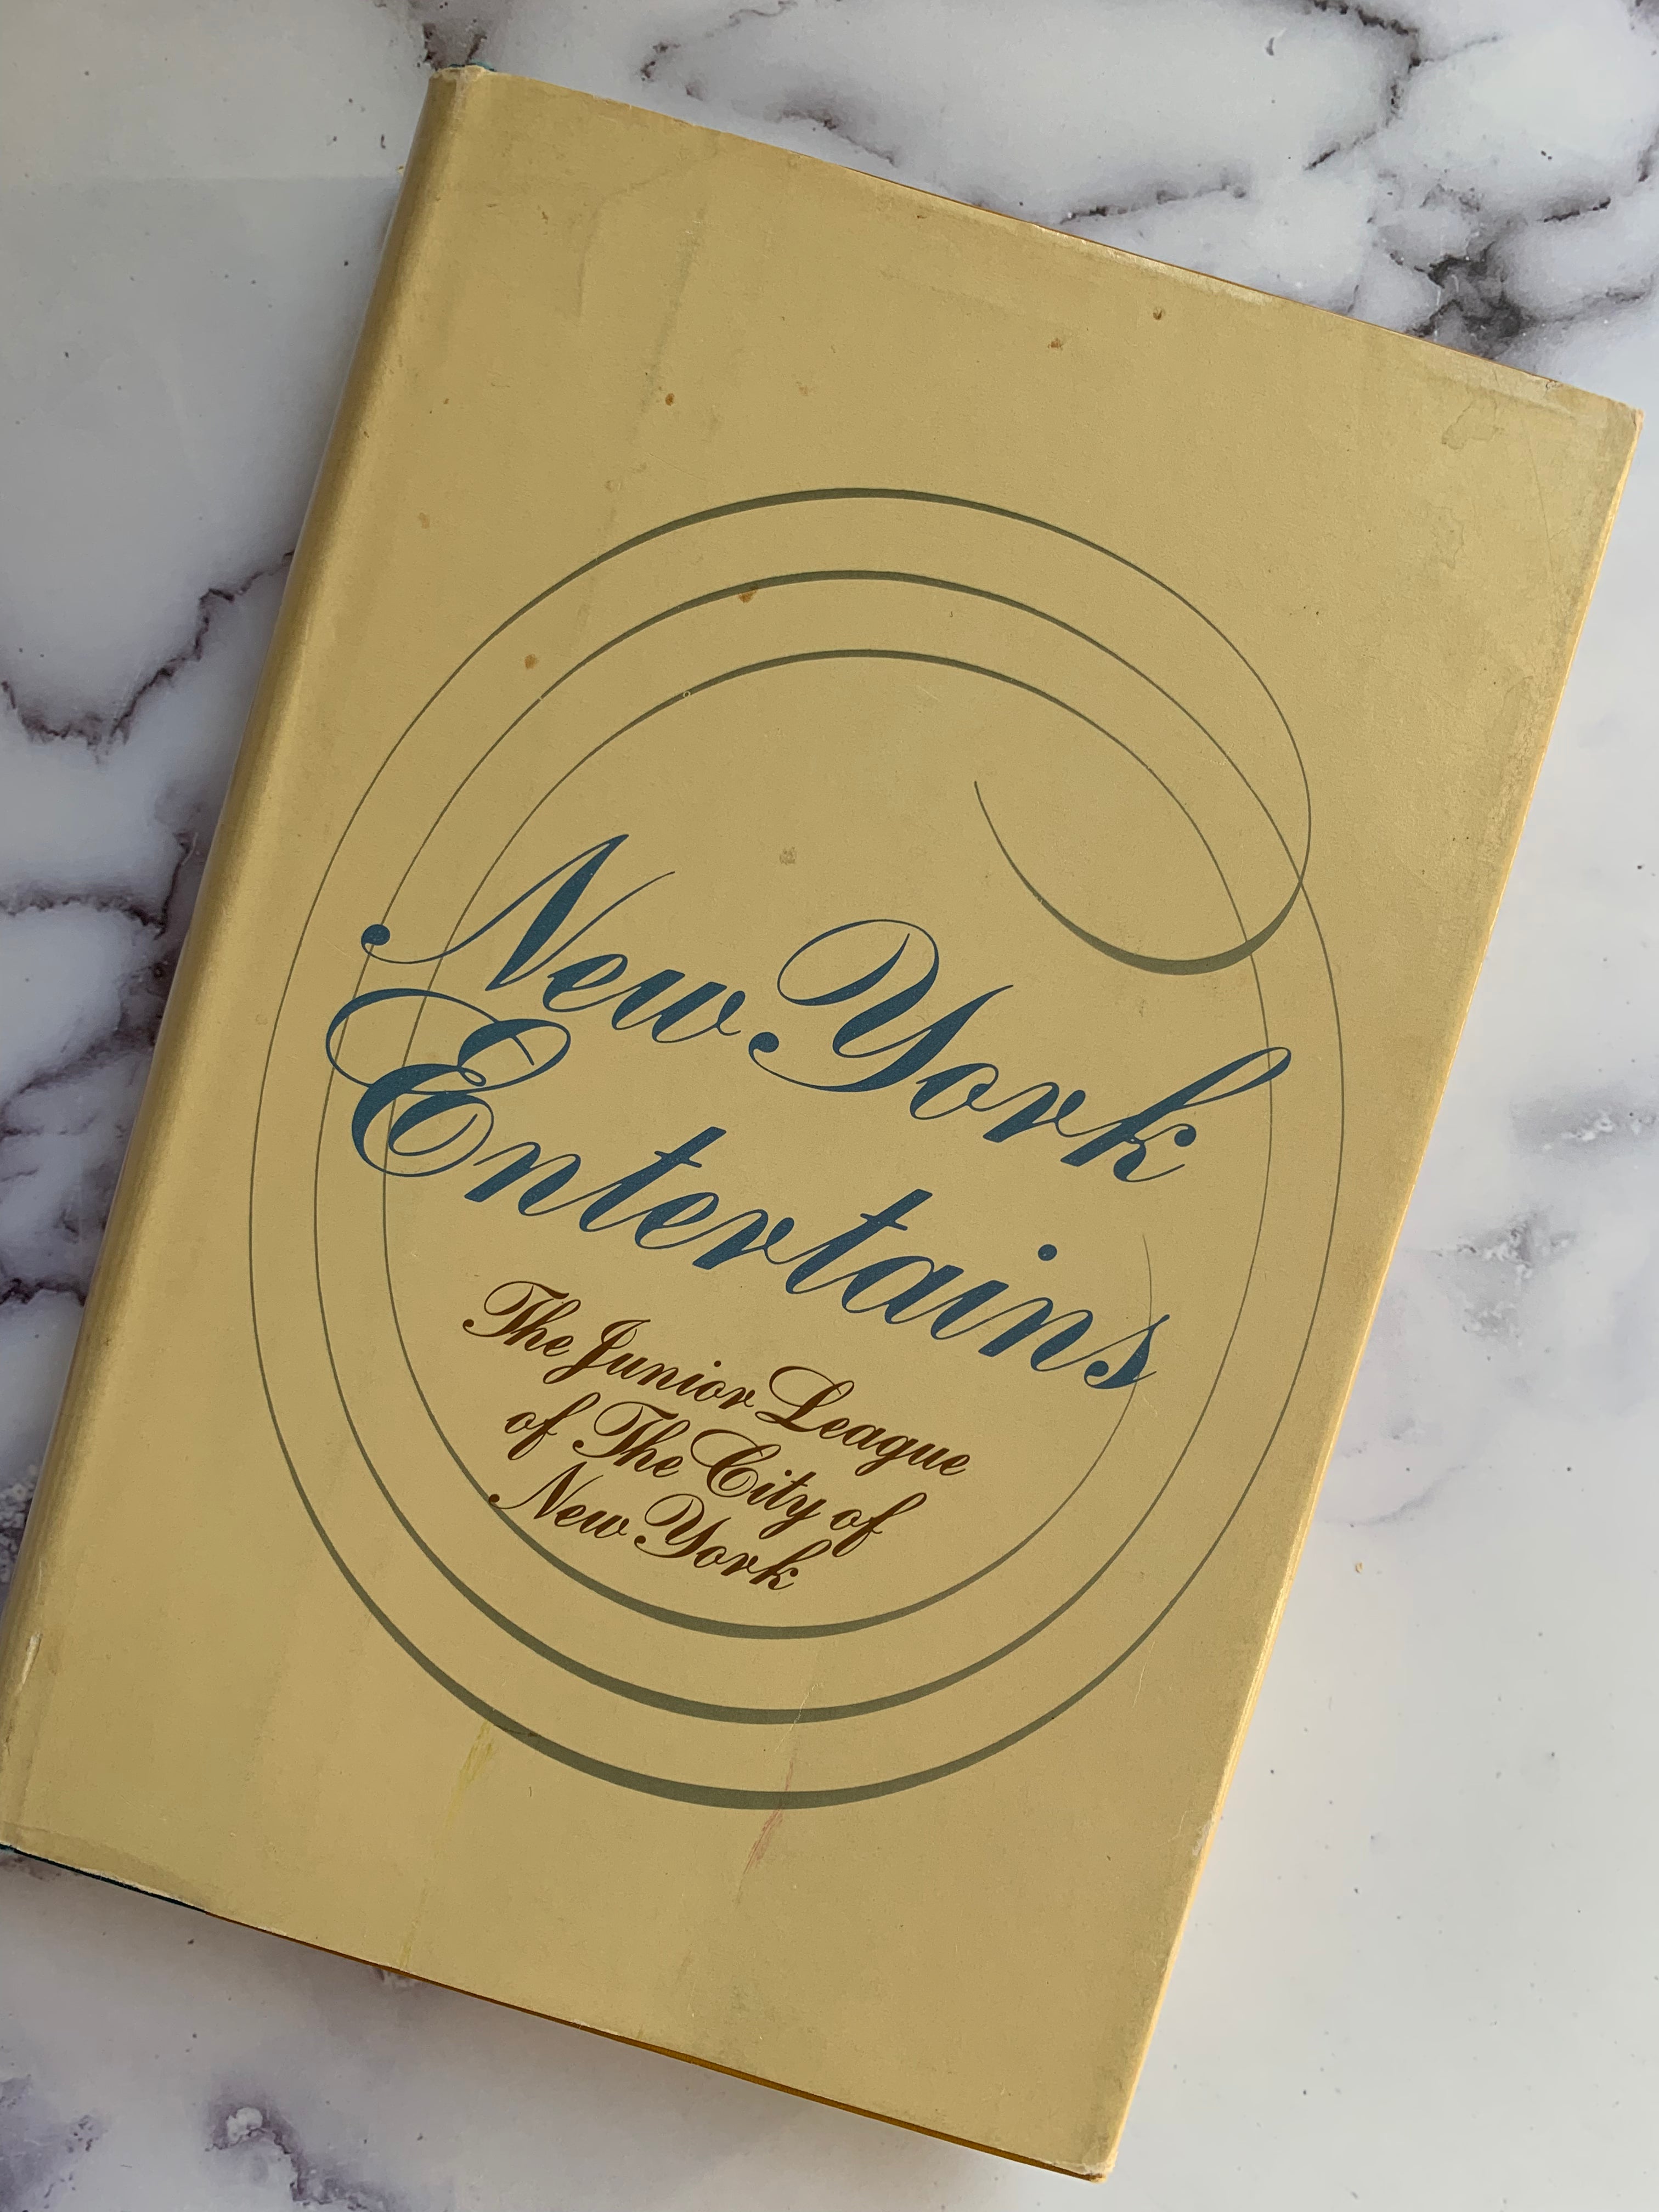 New York
Entertains
The Junior League
of The City of
New York